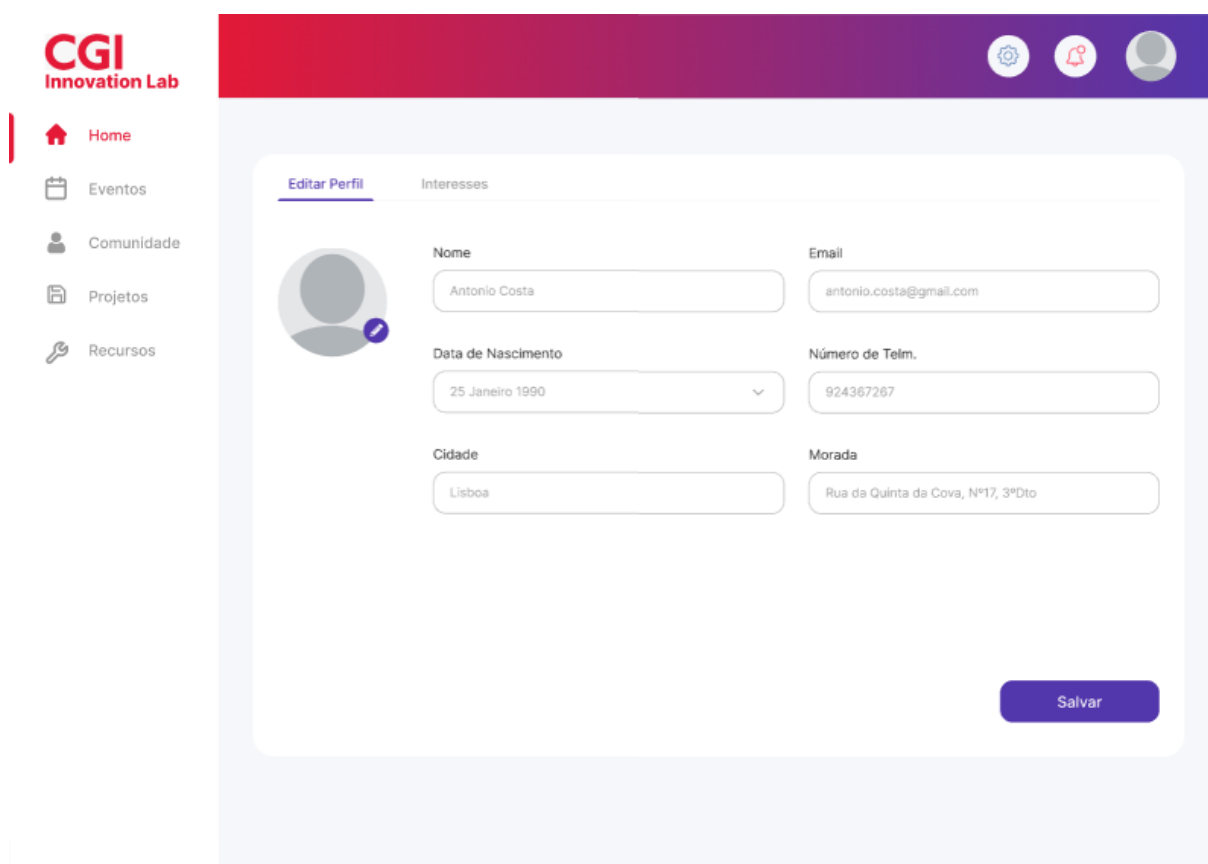 CGI
Innovation Lab
Home
Eventos
Comunidade
Projetos
Recursos
Editar Perfil
Interesses
Nome
Antonio Costa
Email
antonio.costa@gmail.com
Data de Nascimento
25 Janeiro 1990
Número de Telm.
924367267
Cidade
Lisboa
Morada
Rua da Quinta da Cova, Nº17, 3ºDto
Salvar